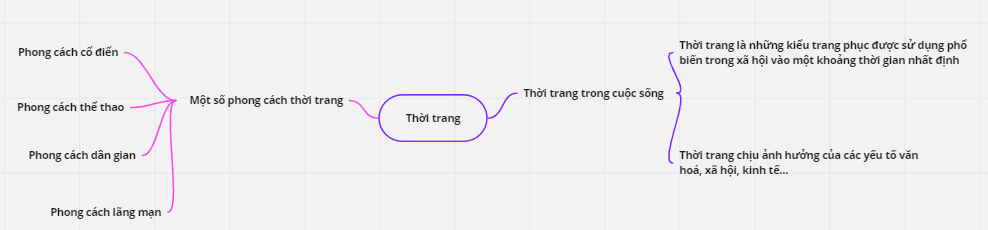 Phong cách cổ điển
Phong cách thể thao
Phong cách dân gian
Phong cách lãng mạn
Một số phong cách thời trang
Thời trang
Thời trang trong cuộc sống
Thời trang là những kiểu trang phục được sử dụng phổ
biến trong xã hội vào một khoảng thời gian nhất định
Thời trang chịu ảnh hưởng của các yếu tố văn
hoá, xã hội, kinh tế...